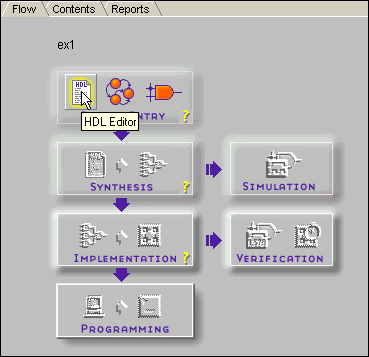 Flow Contents Reports
ex1
HDL
HDL Editor
NTRY ?
SYNTHESIS ?
SIMULATION
IMPLEMENTATION ?
VERIFICATION
PROGRAMMING